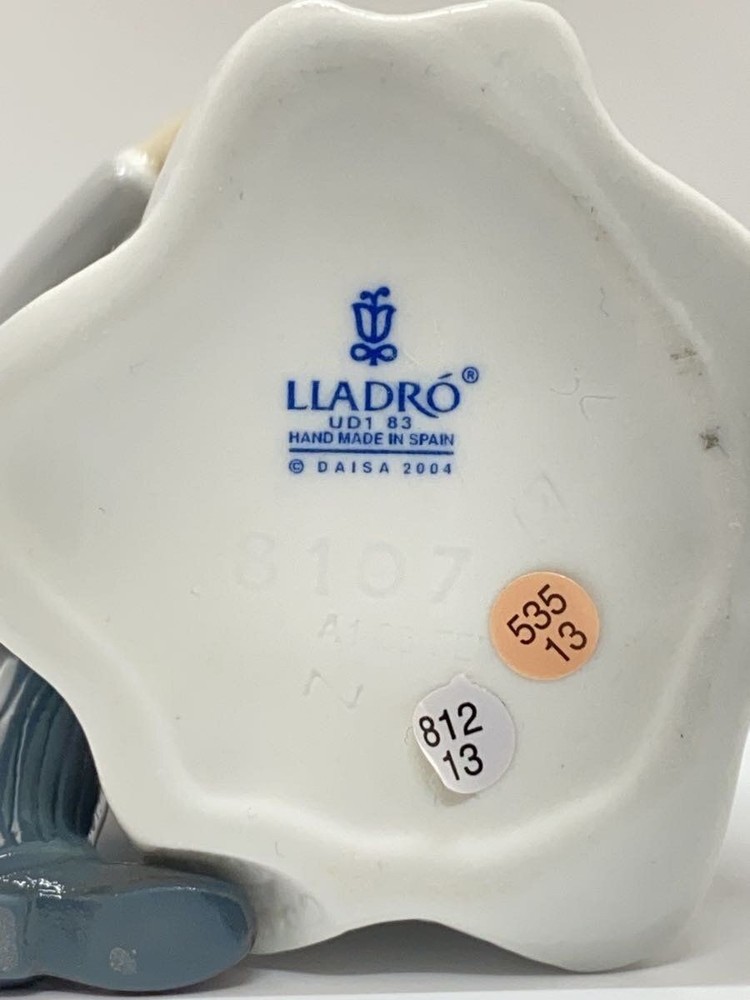 LLADRÓ®
UD1 83
HAND MADE IN SPAIN
© DAISA 2004
8107
535
13
812
13
N